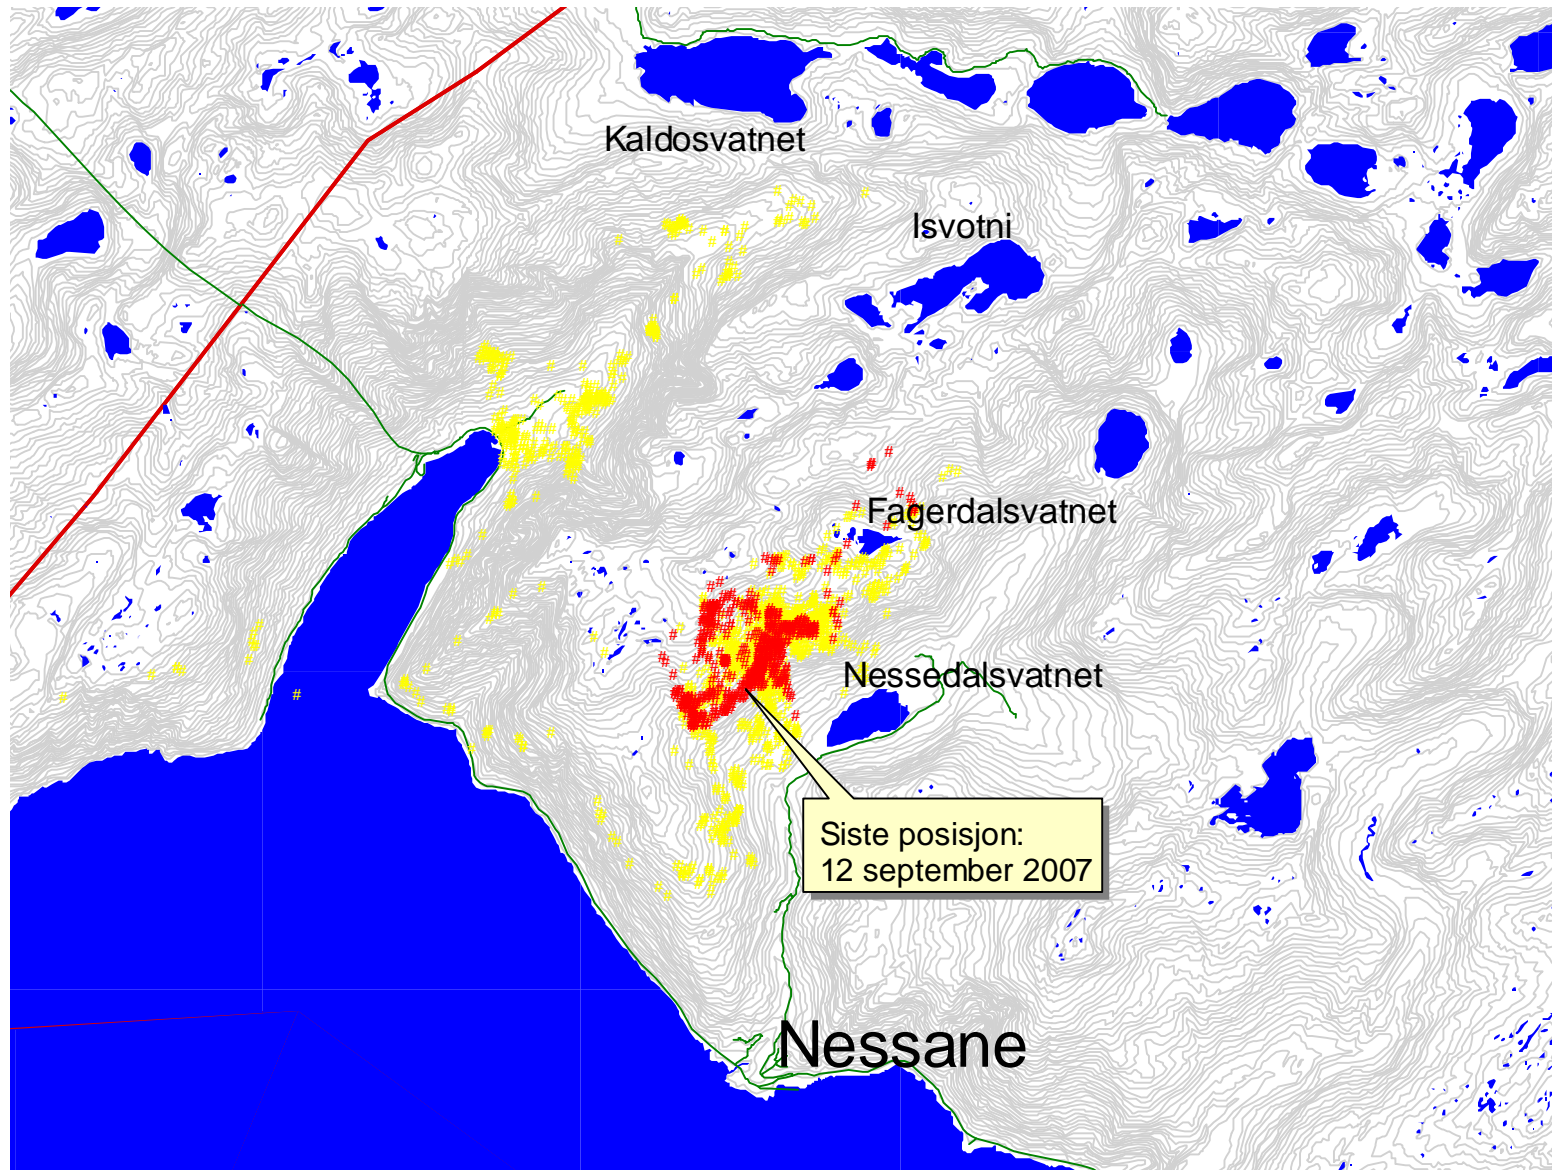 Kaldosvatnet
Isvotni
Fagerdalsvatnet
Nessedalsvatnet
Siste posisjon:
12 september 2007
Nessane